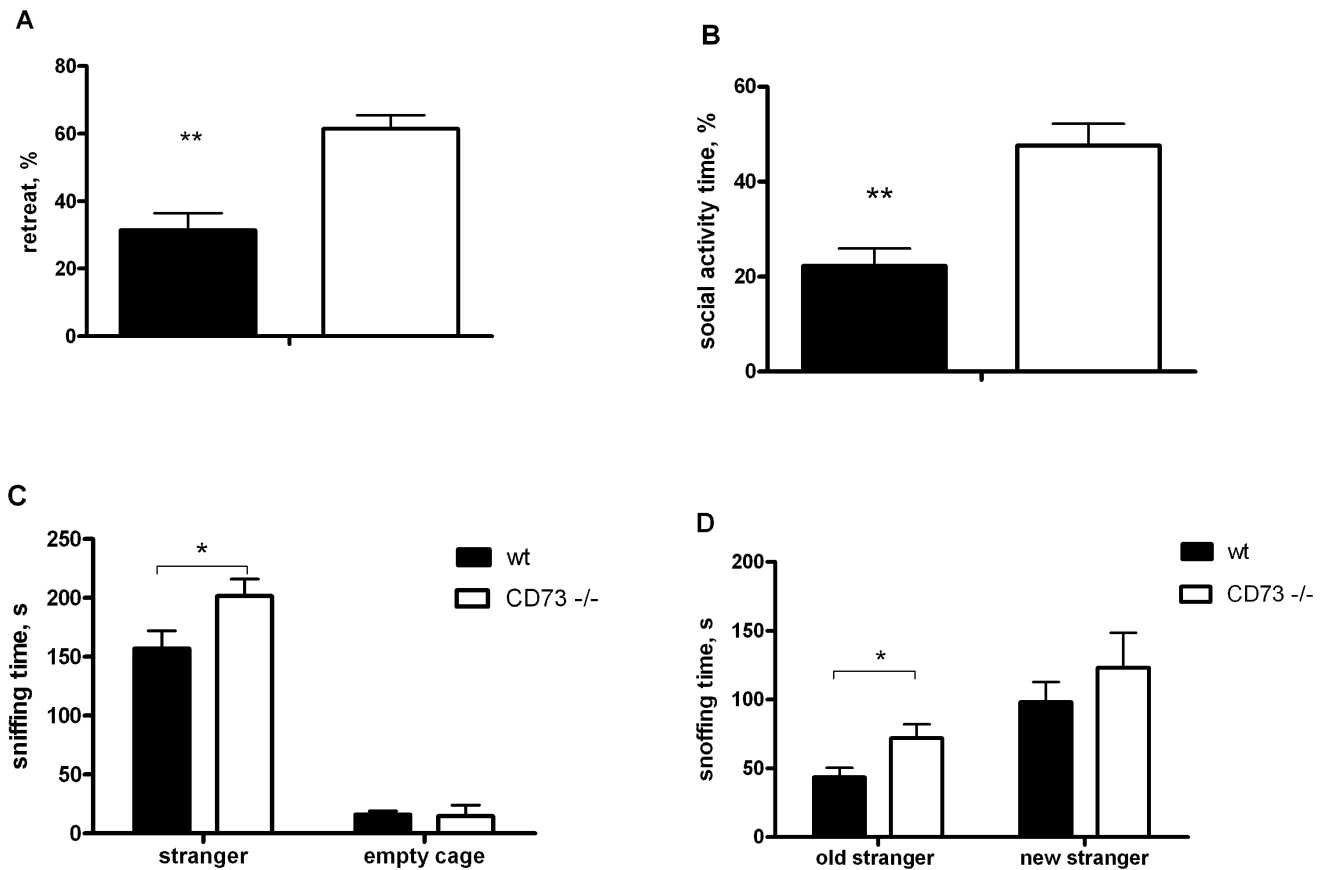 A
80
60
40
20
0
retreat, %
**
B
60
40
20
0
social activity time, %
**
C
250
200
150
100
50
0
sniffing time, s
*
wt
CD73 -/-
stranger
empty cage
D
200
150
100
50
0
snoffing time, s
*
wt
CD73 -/-
old stranger
new stranger